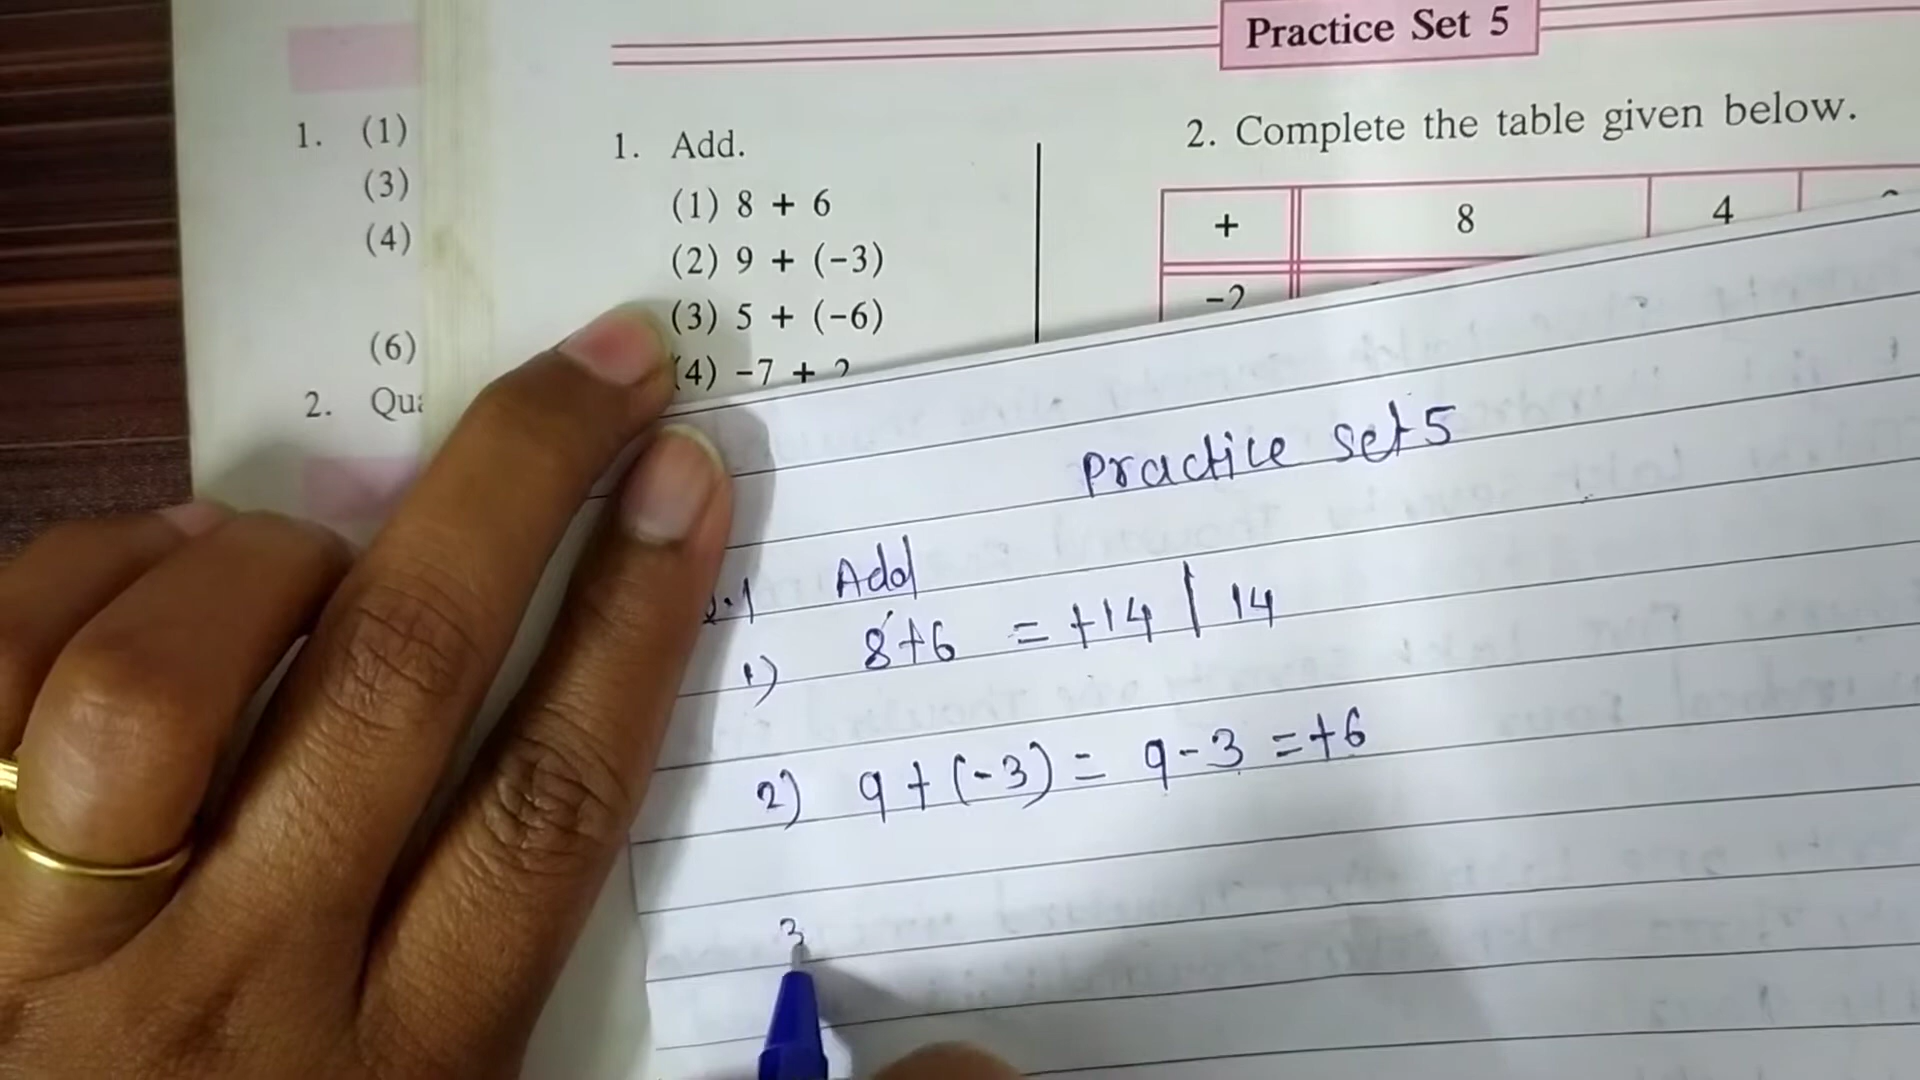 Practice Set 5
1. (1)
(3)
(4)
(6)
2.
1. Add.
(1) 8 + 6
(2) 9 + (−3)
(3) 5 + (−6)
(4) −7 + 2
2. Complete the table given below.
+ 8 4
−2
Practice set 5
Q.1 Add
1) 8+6 = +14 | 14
2) 9 + (-3) = 9-3 = +6
3